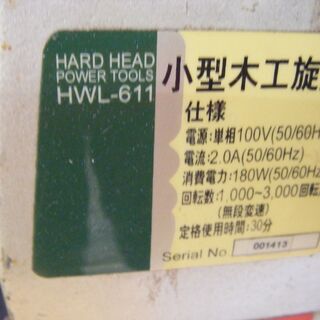 HARD HEAD
POWER TOOLS
HWL-611
小型木工旋
仕様
電源:単相100V(50/60H
電流:2.0A(50/60Hz)
消費電力:180W(50/60H
回転数:1,000~3,000回転
(無段変速)
定格使用時間:30分
Serial No. 001413